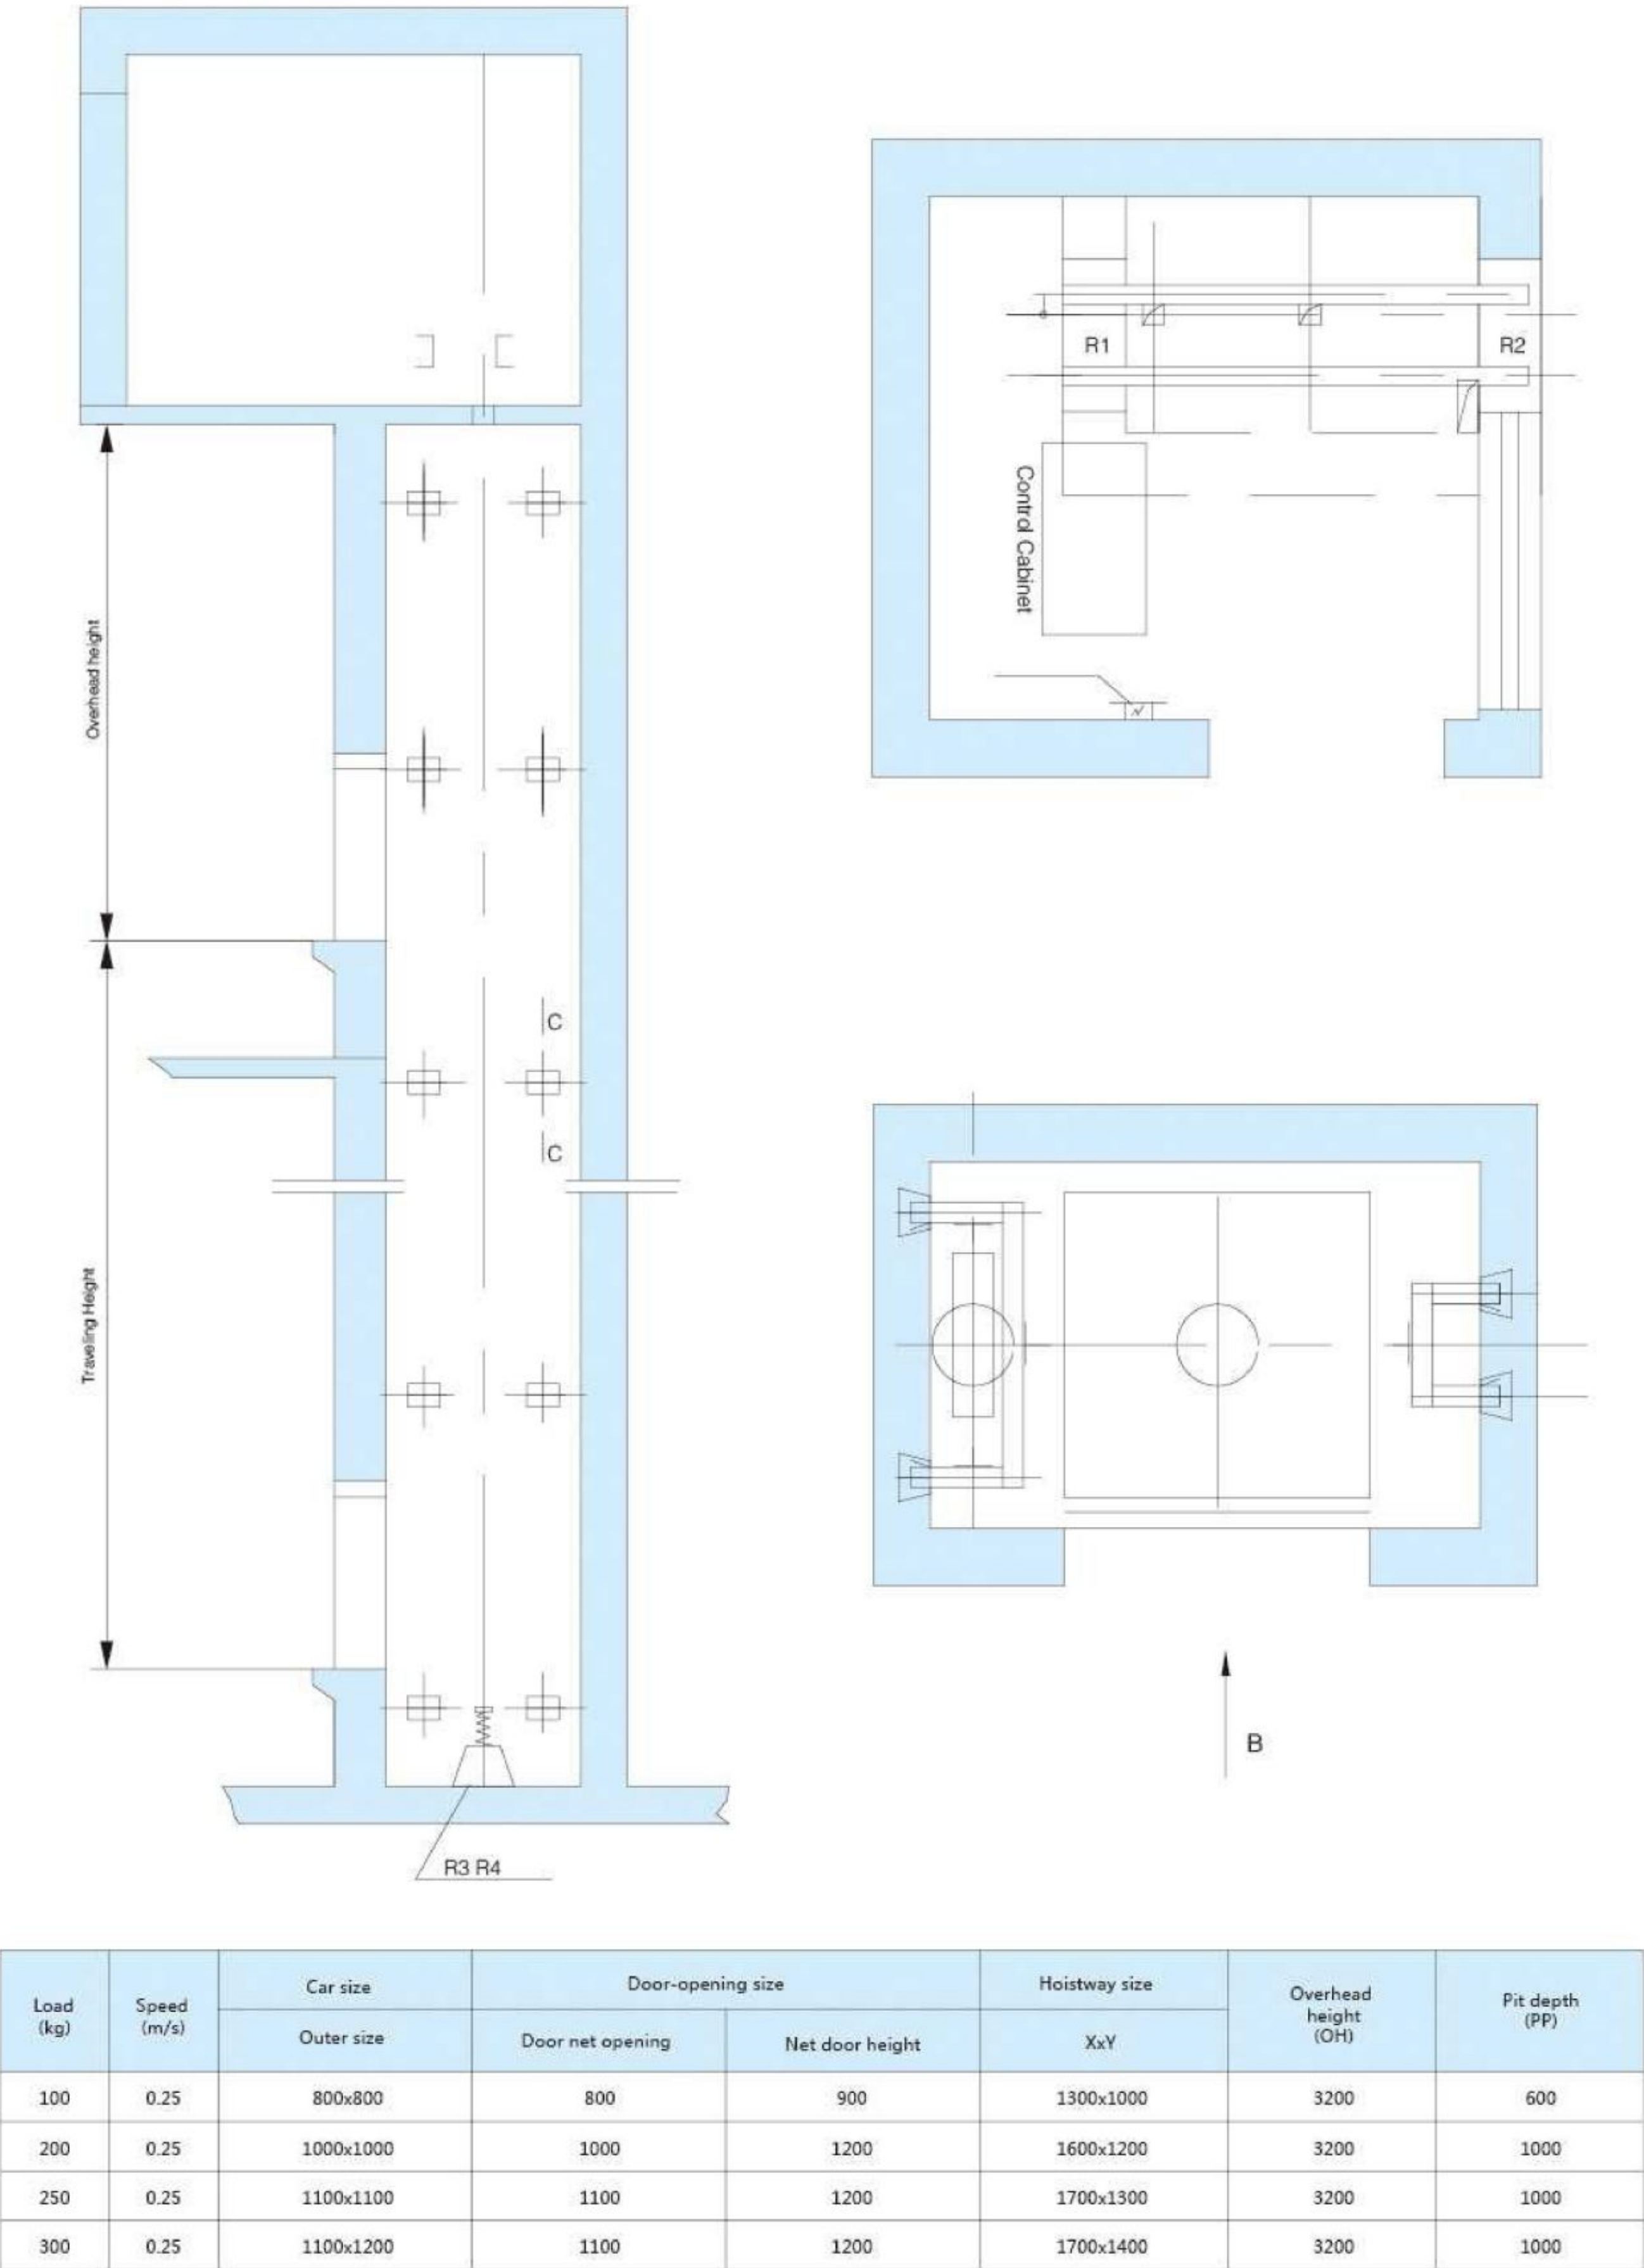 Overhead height
Traveling Height
C
C
R3 R4
R1
R2
Control Cabinet
B
Load (kg)
Speed (m/s)
Car size
Door-opening size
Hoistway size
Overhead height (OH)
Pit depth (PP)
Outer size
Door net opening
Net door height
XxY
100 0.25 800x800 800 900 1300x1000 3200 600
200 0.25 1000x1000 1000 1200 1600x1200 3200 1000
250 0.25 1100x1100 1100 1200 1700x1300 3200 1000
300 0.25 1100x1200 1100 1200 1700x1400 3200 1000